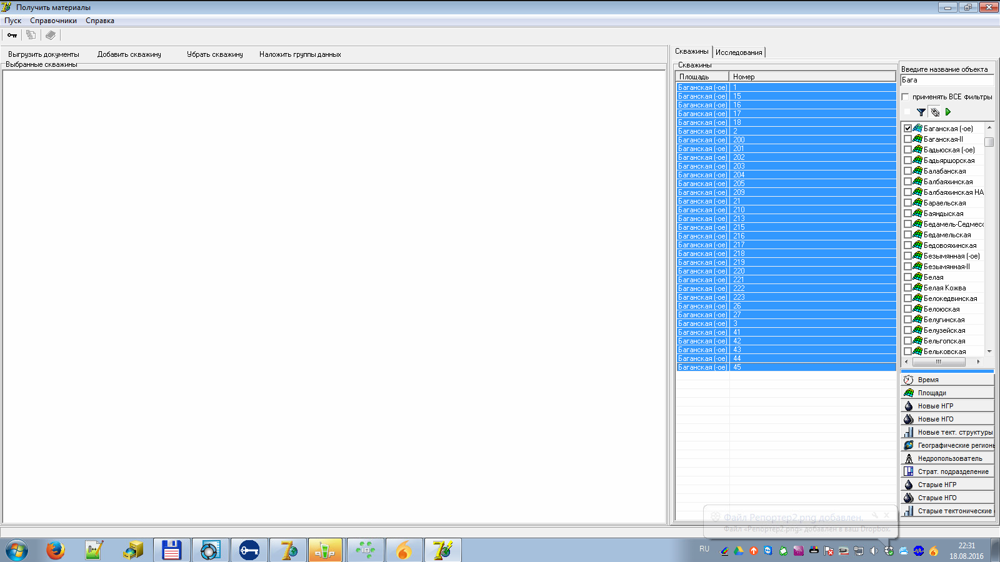 Получить материалы
Пуск Справочники Справка
Выгрузить документы Добавить скважину Убрать скважину Наложить группы данных
Выбранные скважины
Скважины Исследования
Скважины
Площадь Номер
Баганская (-ое) 1
Баганская (-ое) 15
Баганская (-ое) 16
Баганская (-ое) 17
Баганская (-ое) 18
Баганская (-ое) 2
Баганская (-ое) 200
Баганская (-ое) 201
Баганская (-ое) 202
Баганская (-ое) 203
Баганская (-ое) 204
Баганская (-ое) 205
Баганская (-ое) 209
Баганская (-ое) 21
Баганская (-ое) 210
Баганская (-ое) 213
Баганская (-ое) 215
Баганская (-ое) 216
Баганская (-ое) 217
Баганская (-ое) 218
Баганская (-ое) 219
Баганская (-ое) 220
Баганская (-ое) 221
Баганская (-ое) 222
Баганская (-ое) 223
Баганская (-ое) 26
Баганская (-ое) 27
Баганская (-ое) 3
Баганская (-ое) 41
Баганская (-ое) 42
Баганская (-ое) 43
Баганская (-ое) 44
Баганская (-ое) 45
Введите название объекта
Бага
применять ВСЕ фильтры
Баганская (-ое)
Баганская-II
Бадьюская (-ое)
Бадьяршорская
Балабанская
Балбаяхинская
Балбаяхинская НА
Бараельская
Баяндыская
Бедамель-Седмесс
Бедамельская
Бедовояхинская
Безымянная (-ое)
Безымянная-II
Белая
Белая Кожва
Белокедвинская
Белоюская
Белугинская
Белузейская
Бельгопская
Бельковская
Время
Площади
Новые НГР
Новые НГО
Новые тект. структуры
Географические регионы
Недропользователь
Страт. подразделение
Старые НГР
Старые НГО
Старые тектонические
Файл Репортер2.png добавлен.
Файл «Репортер2.png» добавлен в ваш Dropbox.
RU
22:31
18.08.2016